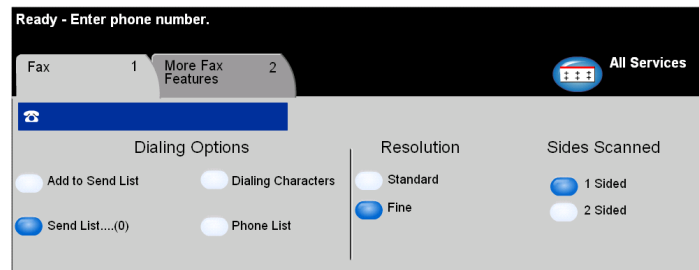 Ready - Enter phone number.
Fax 1
More Fax 2
Features
All Services
Dialing Options
Resolution
Sides Scanned
Add to Send List
Dialing Characters
Standard
1 Sided
Send List....(0)
Phone List
Fine
2 Sided